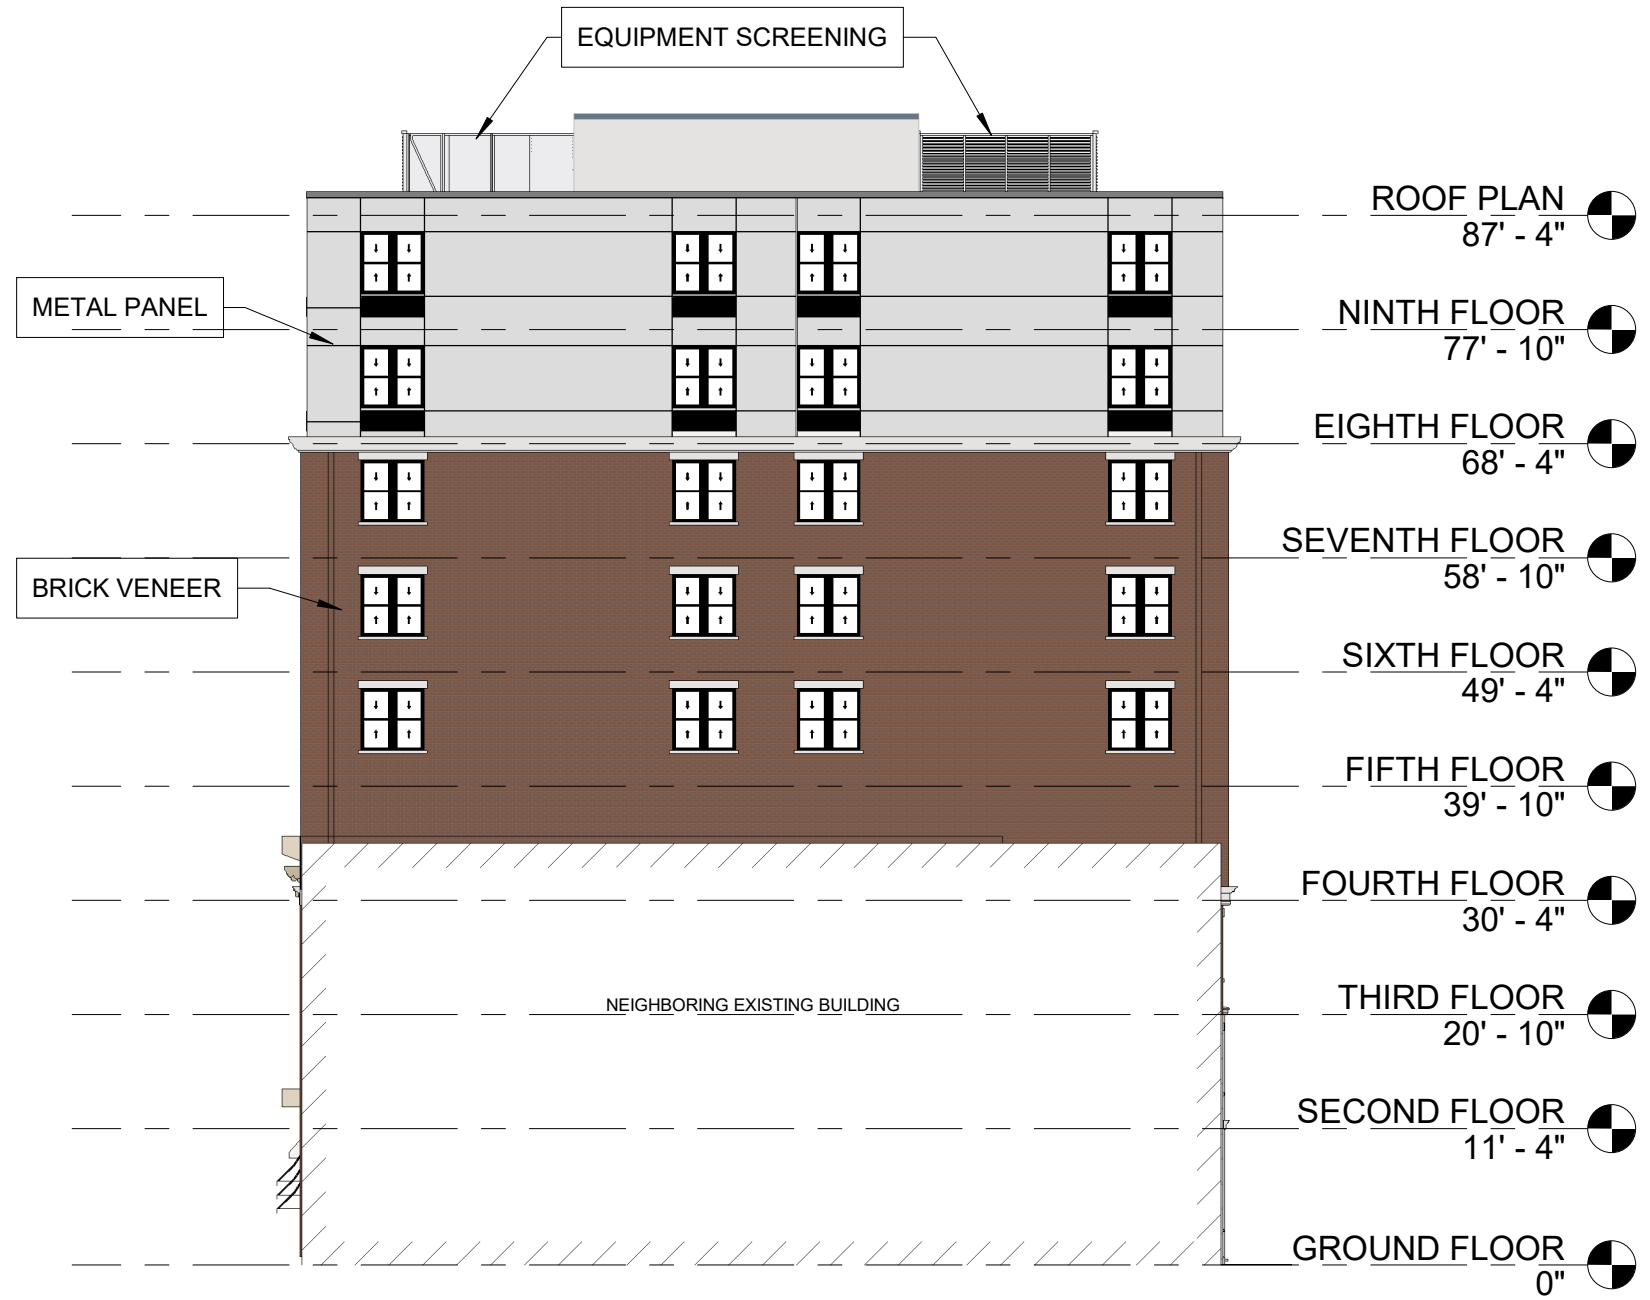 EQUIPMENT SCREENING
ROOF PLAN
87' - 4"
METAL PANEL
NINTH FLOOR
77' - 10"
EIGHTH FLOOR
68' - 4"
SEVENTH FLOOR
58' - 10"
BRICK VENEER
SIXTH FLOOR
49' - 4"
FIFTH FLOOR
39' - 10"
FOURTH FLOOR
30' - 4"
NEIGHBORING EXISTING BUILDING
THIRD FLOOR
20' - 10"
SECOND FLOOR
11' - 4"
GROUND FLOOR
0"